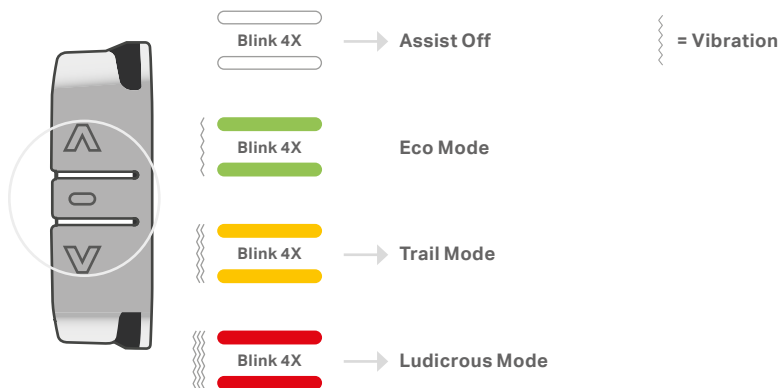 Blink 4X Assist Off = Vibration
Blink 4X Eco Mode
Blink 4X Trail Mode
Blink 4X Ludicrous Mode